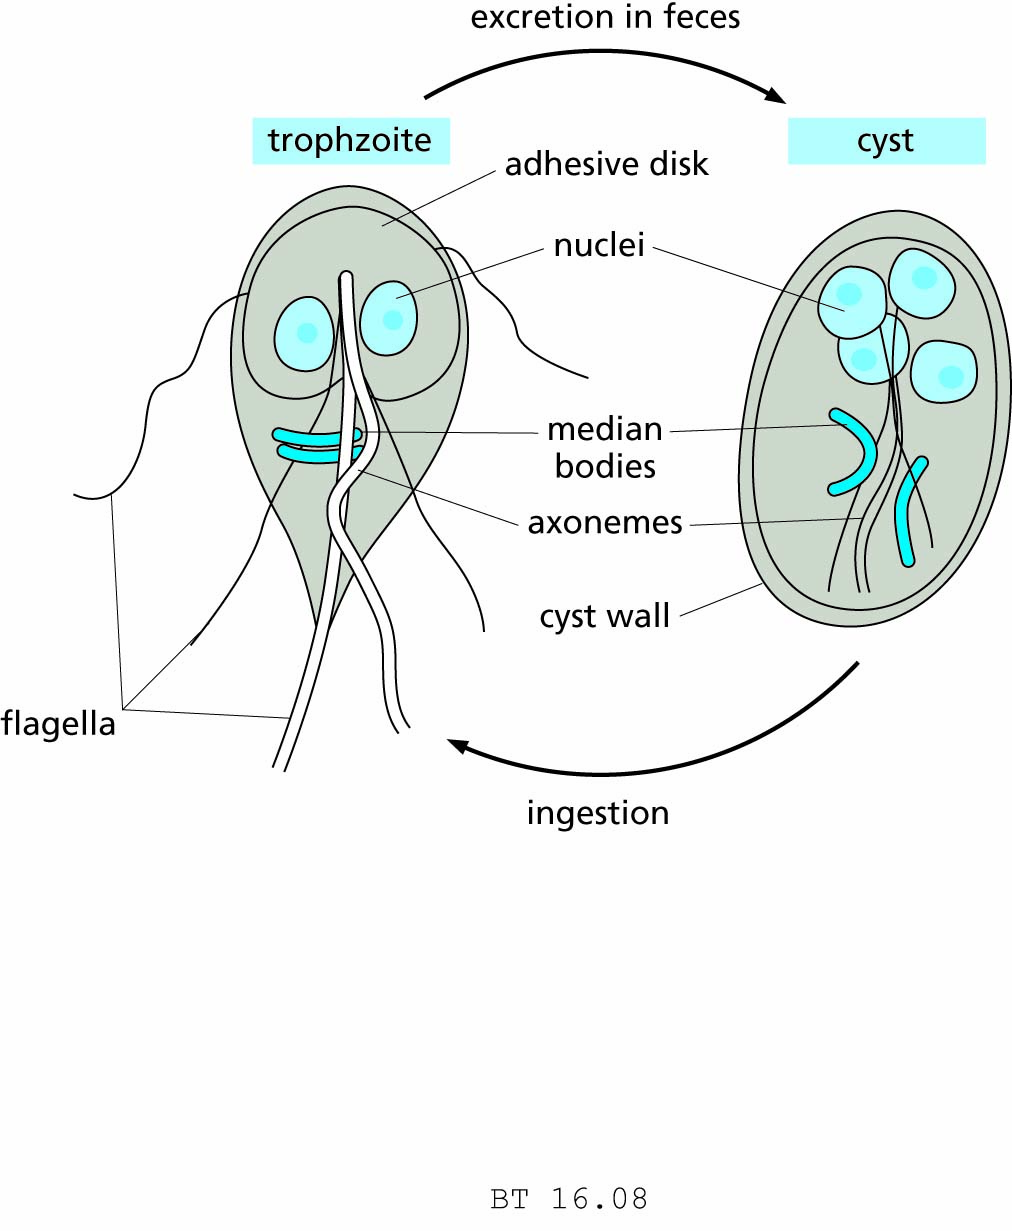 excretion in feces
trophzoite
cyst
adhesive disk
nuclei
median
bodies
axonemes
cyst wall
flagella
ingestion
BT 16.08